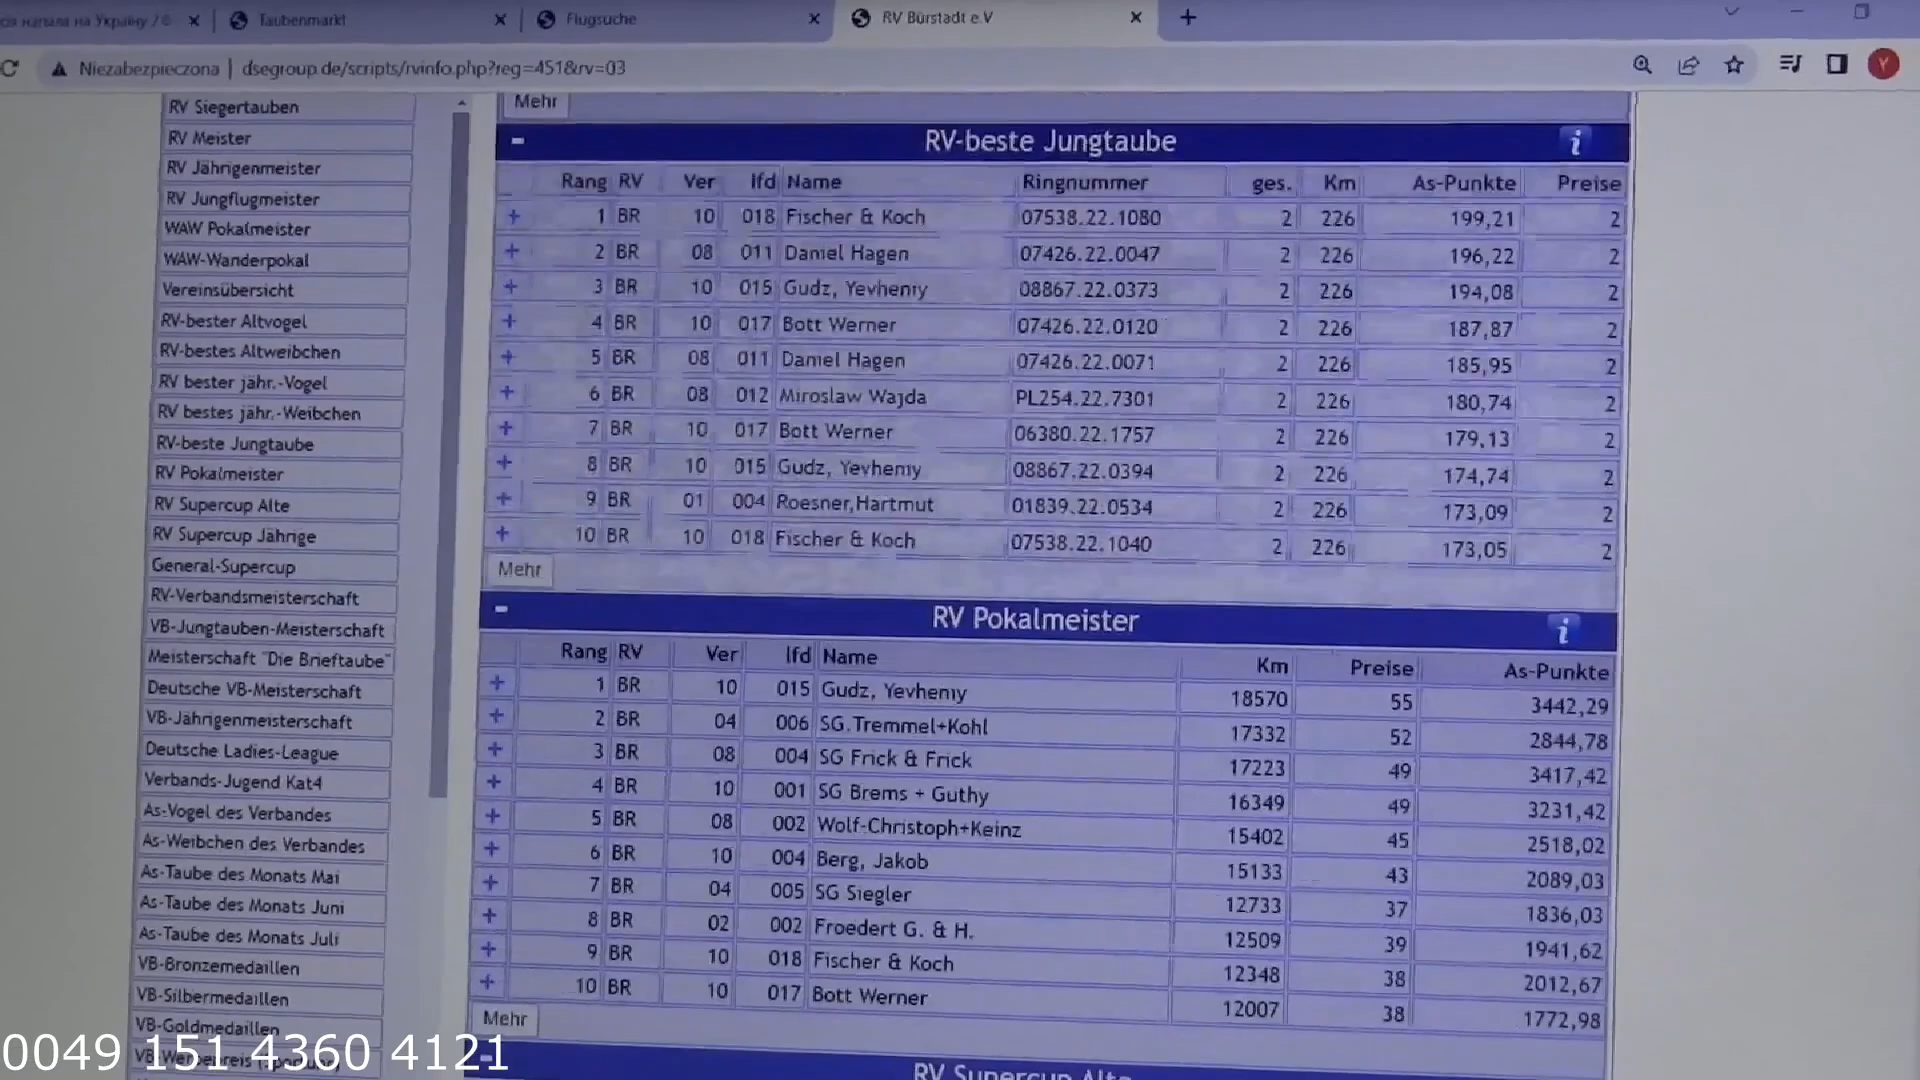 ся напала на Україну / ©
Taubenmarkt
Flugsuche
RV Bürstadt e.V
Niezabezpieczona | dsegroup.de/scripts/rvinfo.php?reg=451&rv=03
RV Siegertauben
RV Meister
RV Jährigenmeister
RV Jungflugmeister
WAW Pokalmeister
WAW-Wanderpokal
Vereinsübersicht
RV-bester Altvogel
RV-bestes Altweibchen
RV bester jähr.-Vogel
RV bestes jähr.-Weibchen
RV-beste Jungtaube
RV Pokalmeister
RV Supercup Alte
RV Supercup Jährige
General-Supercup
RV-Verbandsmeisterschaft
VB-Jungtauben-Meisterschaft
Meisterschaft "Die Brieftaube"
Deutsche VB-Meisterschaft
VB-Jährigenmeisterschaft
Deutsche Ladies-League
Verbands-Jugend Kat4
As-Vogel des Verbandes
As-Weibchen des Verbandes
As-Taube des Monats Mai
As-Taube des Monats Juni
As-Taube des Monats Juli
VB-Bronzemedaillen
VB-Silbermedaillen
VB-Goldmedaillen
Mehr
RV-beste Jungtaube
Rang RV Ver lfd Name Ringnummer ges. Km As-Punkte Preise
+ 1 BR 10 018 Fischer & Koch 07538.22.1080 2 226 199,21 2
+ 2 BR 08 011 Daniel Hagen 07426.22.0047 2 226 196,22 2
+ 3 BR 10 015 Gudz, Yevheniy 08867.22.0373 2 226 194,08 2
+ 4 BR 10 017 Bott Werner 07426.22.0120 2 226 187,87 2
+ 5 BR 08 011 Daniel Hagen 07426.22.0071 2 226 185,95 2
+ 6 BR 08 012 Miroslaw Wajda PL254.22.7301 2 226 180,74 2
+ 7 BR 10 017 Bott Werner 06380.22.1757 2 226 179,13 2
+ 8 BR 10 015 Gudz, Yevheniy 08867.22.0394 2 226 174,74 2
+ 9 BR 01 004 Roesner,Hartmut 01839.22.0534 2 226 173,09 2
+ 10 BR 10 018 Fischer & Koch 07538.22.1040 2 226 173,05 2
Mehr
RV Pokalmeister
Rang RV Ver lfd Name Km Preise As-Punkte
+ 1 BR 10 015 Gudz, Yevheniy 18570 55 3442,29
+ 2 BR 04 006 SG.Tremmel+Kohl 17332 52 2844,78
+ 3 BR 08 004 SG Frick & Frick 17223 49 3417,42
+ 4 BR 10 001 SG Brems + Guthy 16349 49 3231,42
+ 5 BR 08 002 Wolf-Christoph+Keinz 15402 45 2518,02
+ 6 BR 10 004 Berg, Jakob 15133 43 2089,03
+ 7 BR 04 005 SG Siegler 12733 37 1836,03
+ 8 BR 02 002 Froedert G. & H. 12509 39 1941,62
+ 9 BR 10 018 Fischer & Koch 12348 38 2012,67
+ 10 BR 10 017 Bott Werner 12007 38 1772,98
Mehr
RV Supercup Alte
0049 151 4360 4121